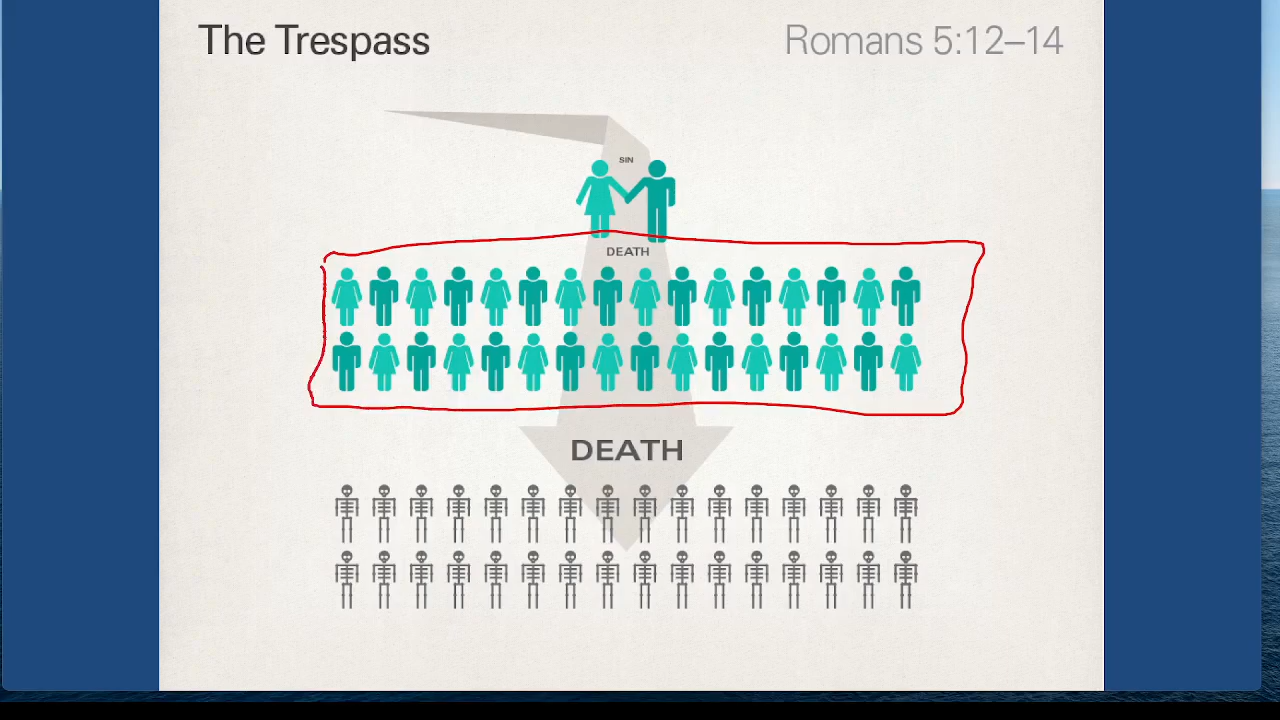 The Trespass
Romans 5:12–14
SIN
DEATH
DEATH